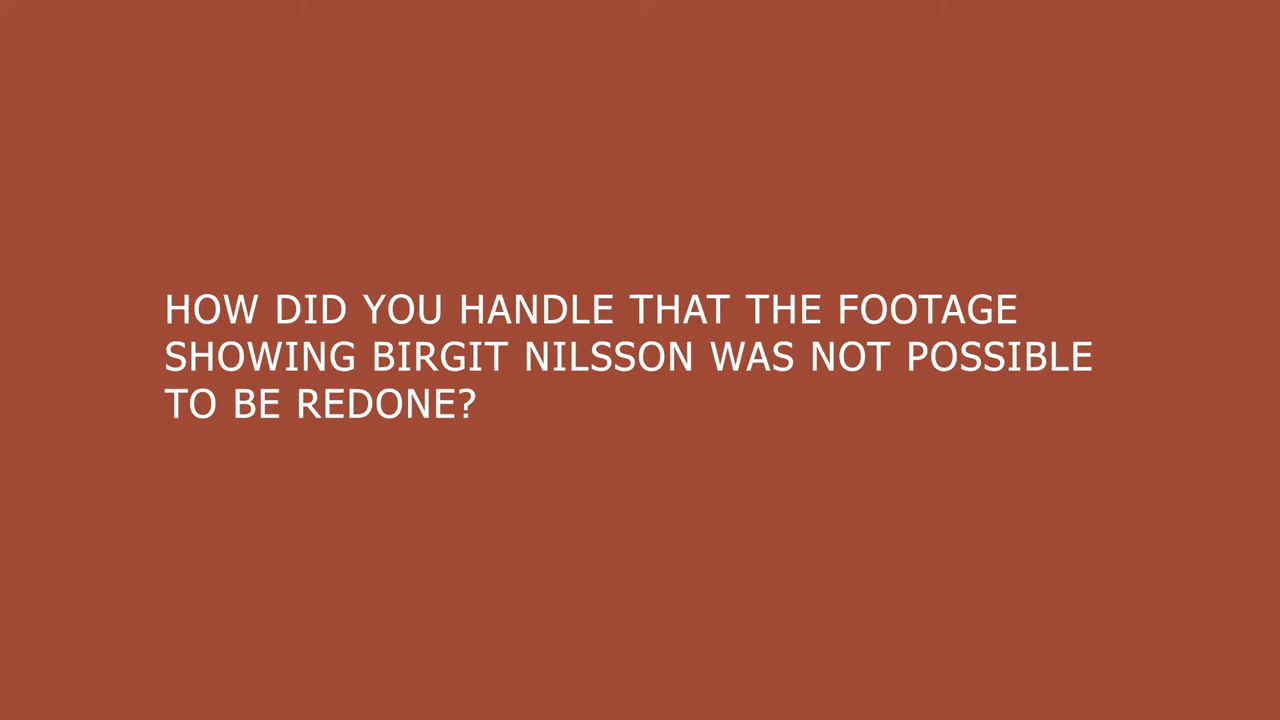 HOW DID YOU HANDLE THAT THE FOOTAGE
SHOWING BIRGIT NILSSON WAS NOT POSSIBLE
TO BE REDONE?